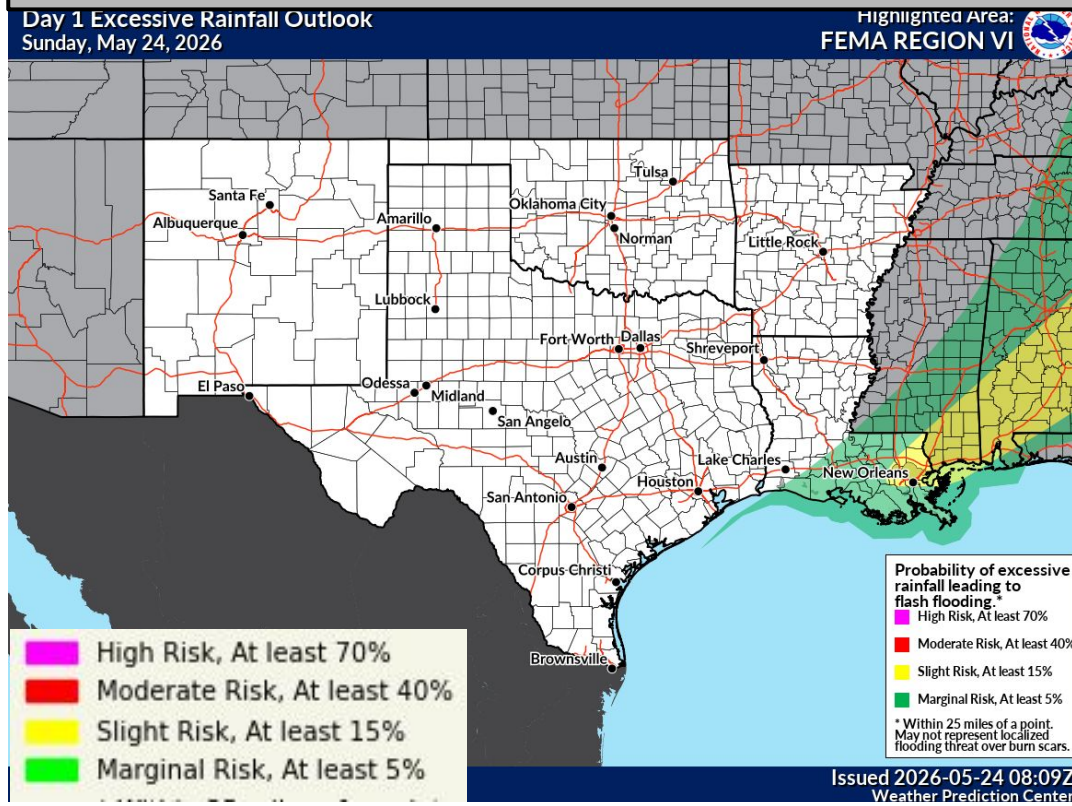 Day 1 Excessive Rainfall Outlook
Sunday, May 24, 2026
Highlighted Area:
FEMA REGION VI
Tulsa
Santa Fe
Oklahoma City
Albuquerque
Amarillo
Norman
Little Rock
Lubbock
Fort Worth
Dallas
Shreveport
El Paso
Odessa
Midland
San Angelo
Austin
Lake Charles
New Orleans
Houston
San Antonio
Corpus Christi
Brownsville
Probability of excessive
rainfall leading to
flash flooding.*
High Risk, At least 70%
Moderate Risk, At least 40%
Slight Risk, At least 15%
Marginal Risk, At least 5%
* Within 25 miles of a point.
May not represent localized
flooding threat over burn scars.
High Risk, At least 70%
Moderate Risk, At least 40%
Slight Risk, At least 15%
Marginal Risk, At least 5%
Issued 2026-05-24 08:09Z
Weather Prediction Center